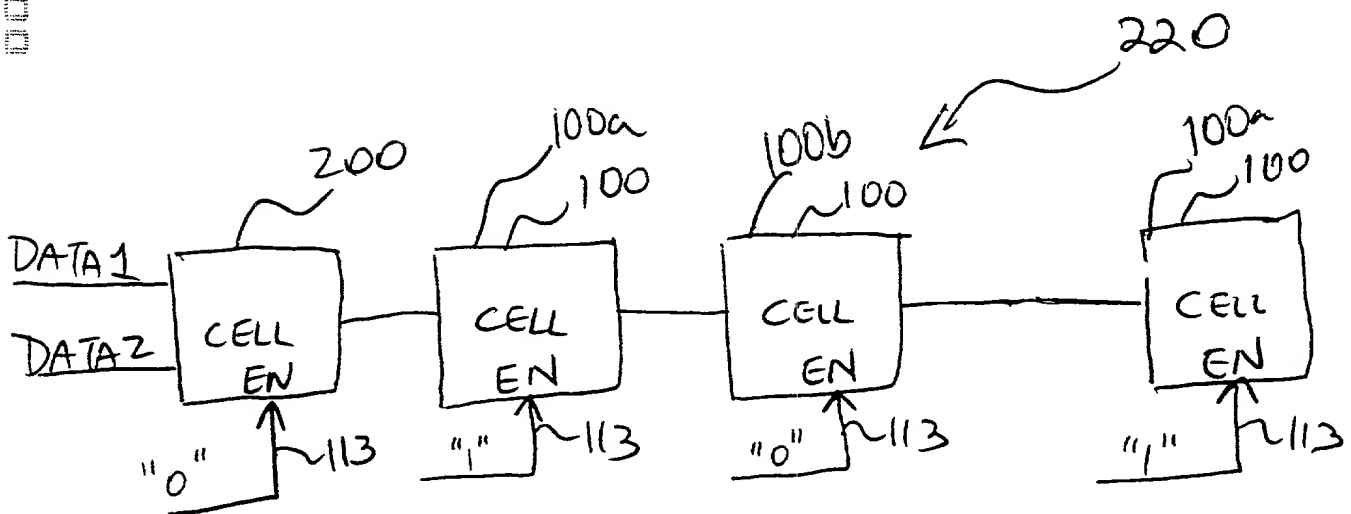 220
200
100a
100
100b
100
100a
100
DATA1
DATA2
CELL
EN
CELL
EN
CELL
EN
CELL
EN
"0"
113
"1"
113
"0"
113
"1"
113